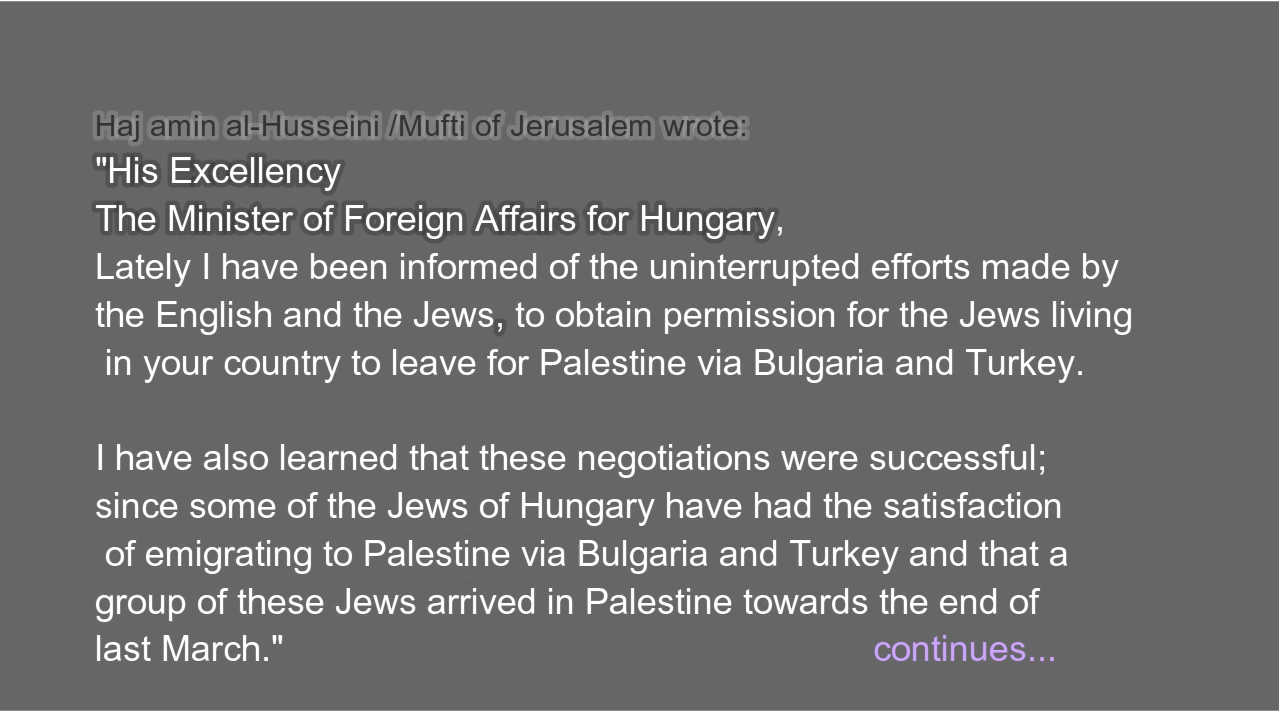 Haj amin al-Husseini /Mufti of Jerusalem wrote:
"His Excellency
The Minister of Foreign Affairs for Hungary,
Lately I have been informed of the uninterrupted efforts made by
the English and the Jews, to obtain permission for the Jews living
in your country to leave for Palestine via Bulgaria and Turkey.
I have also learned that these negotiations were successful;
since some of the Jews of Hungary have had the satisfaction
of emigrating to Palestine via Bulgaria and Turkey and that a
group of these Jews arrived in Palestine towards the end of
last March."
continues...